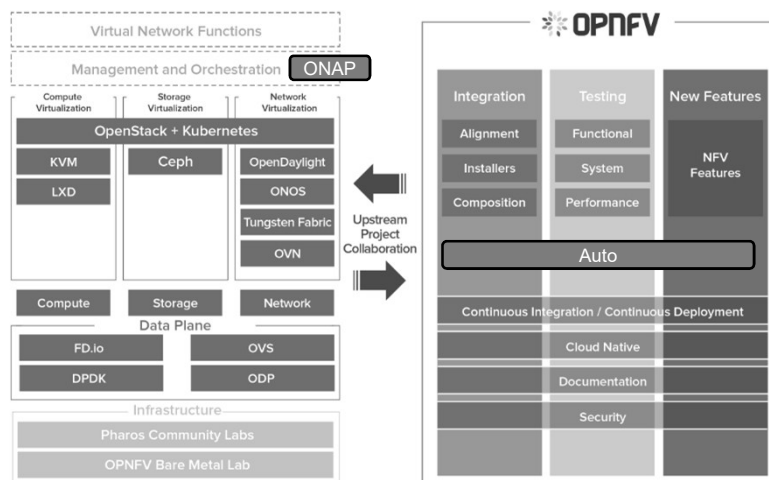 Virtual Network Functions
Management and Orchestration ONAP
Compute
Virtualization
Storage
Virtualization
Network
Virtualization
OpenStack + Kubernetes
KVM
Ceph
OpenDaylight
LXD
ONOS
Tungsten Fabric
OVN
Compute
Storage
Network
Data Plane
FD.io
OVS
DPDK
ODP
Infrastructure
Pharos Community Labs
OPNFV Bare Metal Lab
Upstream
Project
Collaboration
OPNFV
Integration
Testing
New Features
Alignment
Functional
NFV
Features
Installers
System
Composition
Performance
Auto
Continuous Integration / Continuous Deployment
Cloud Native
Documentation
Security